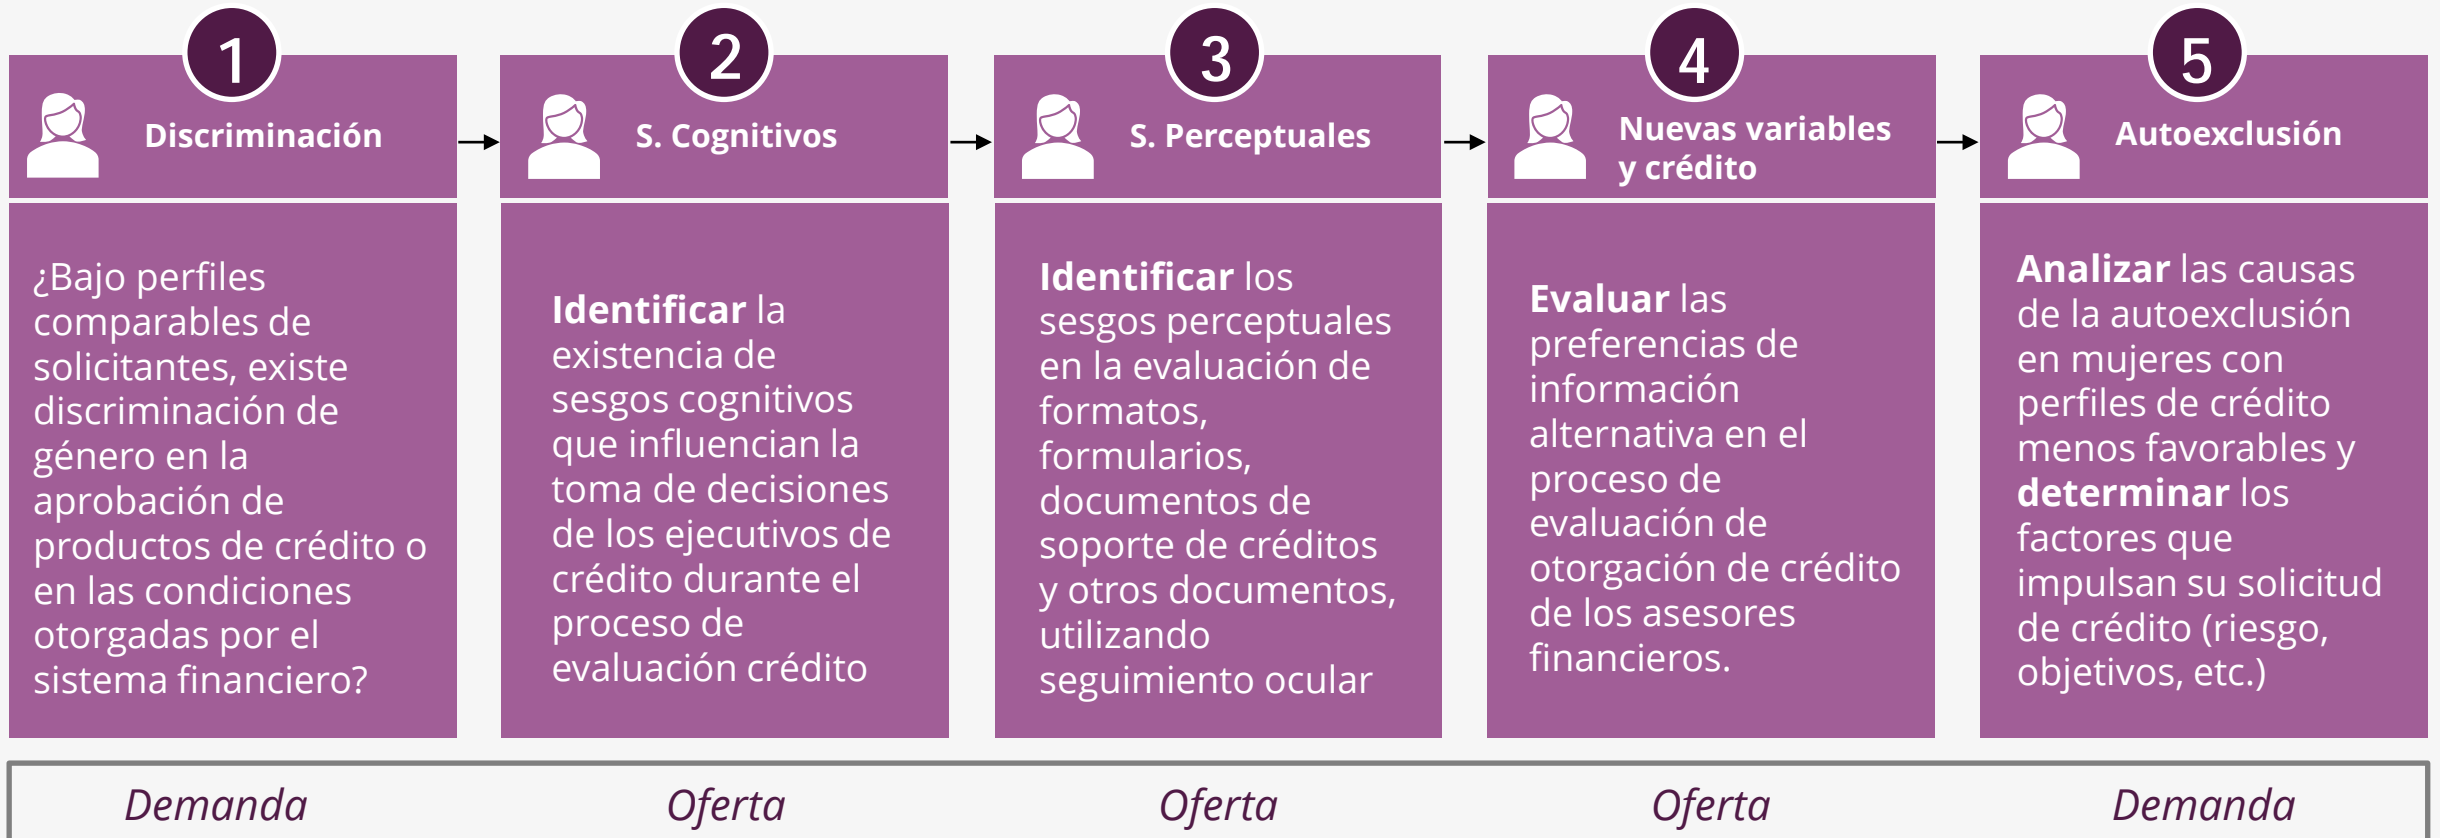 1
Discriminación
¿Bajo perfiles
comparables de
solicitantes, existe
discriminación de
género en la
aprobación de
productos de crédito o
en las condiciones
otorgadas por el
sistema financiero?
Demanda
2
S. Cognitivos
Identificar la
existencia de
sesgos cognitivos
que influencian la
toma de decisiones
de los ejecutivos de
crédito durante el
proceso de
evaluación crédito
Oferta
3
S. Perceptuales
Identificar los
sesgos perceptuales
en la evaluación de
formatos,
formularios,
documentos de
soporte de créditos
y otros documentos,
utilizando
seguimiento ocular
Oferta
4
Nuevas variables
y crédito
Evaluar las
preferencias de
información
alternativa en el
proceso de
evaluación de
otorgación de crédito
de los asesores
financieros.
Oferta
5
Autoexclusión
Analizar las causas
de la autoexclusión
en mujeres con
perfiles de crédito
menos favorables y
determinar los
factores que
impulsan su solicitud
de crédito (riesgo,
objetivos, etc.)
Demanda